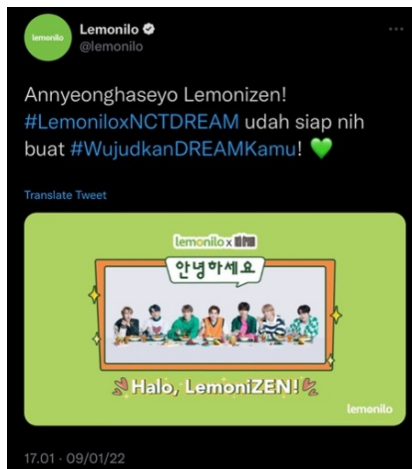 lemonilo
Lemonilo
@lemonilo
Annyeonghaseyo Lemonizen!
#LemoniloxNCTDREAM udah siap nih
buat #WujudkanDREAMKamu! 💚
Translate Tweet
lemonilo x
안녕하세요
Halo, LemoniZEN!
lemonilo
17.01 · 09/01/22